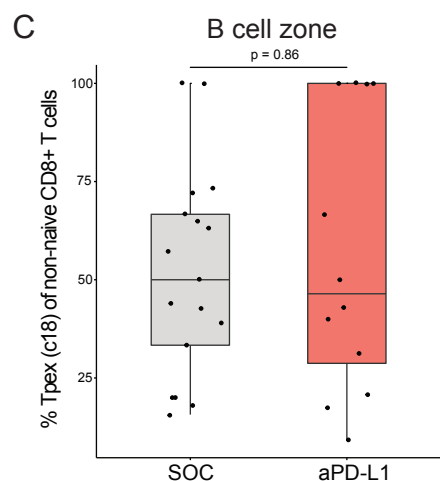 C
B cell zone
p = 0.86
% Tpex (c18) of non-naive CD8+ T cells
100
75
50
25
SOC aPD-L1